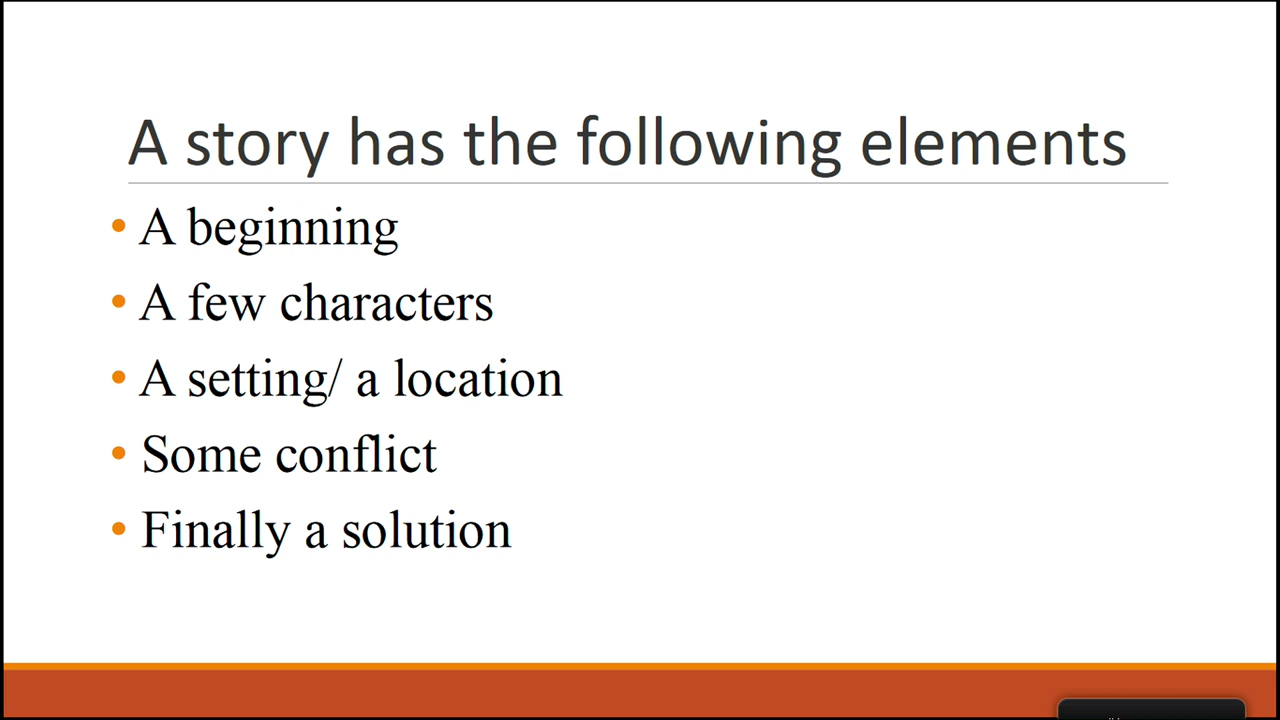 A story has the following elements
• A beginning
• A few characters
• A setting/ a location
• Some conflict
• Finally a solution